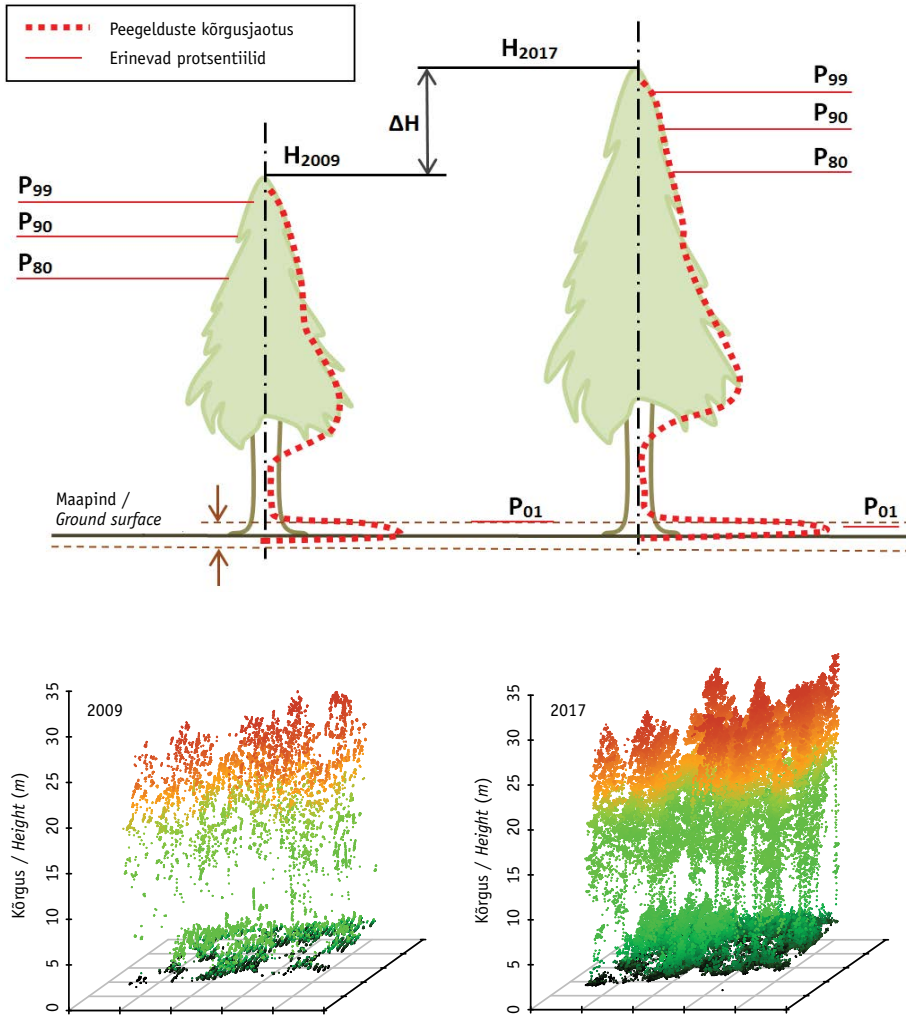 Peegelduste kõrgusjaotus
Erinevad protsentiilid
H2017
P99
P90
P80
ΔH
H2009
P99
P90
P80
Maapind /
Ground surface
P01
P01
2009
35
30
25
20
15
10
5
0
Kõrgus / Height (m)
2017
35
30
25
20
15
10
5
0
Kõrgus / Height (m)